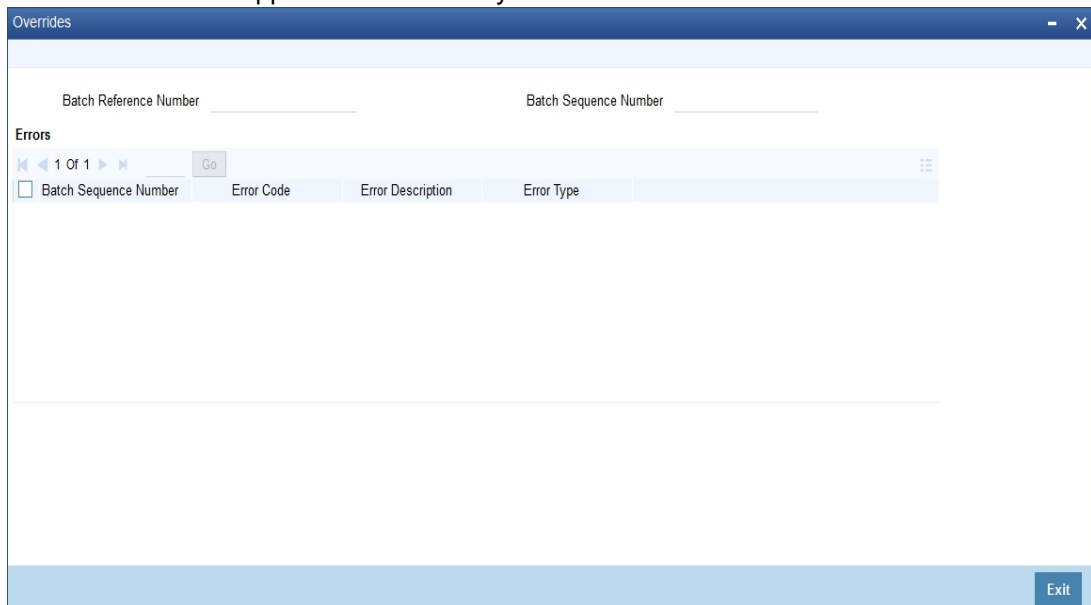 Overrides
Batch Reference Number Batch Sequence Number
Errors
1 Of 1 Go
Batch Sequence Number Error Code Error Description Error Type
Exit